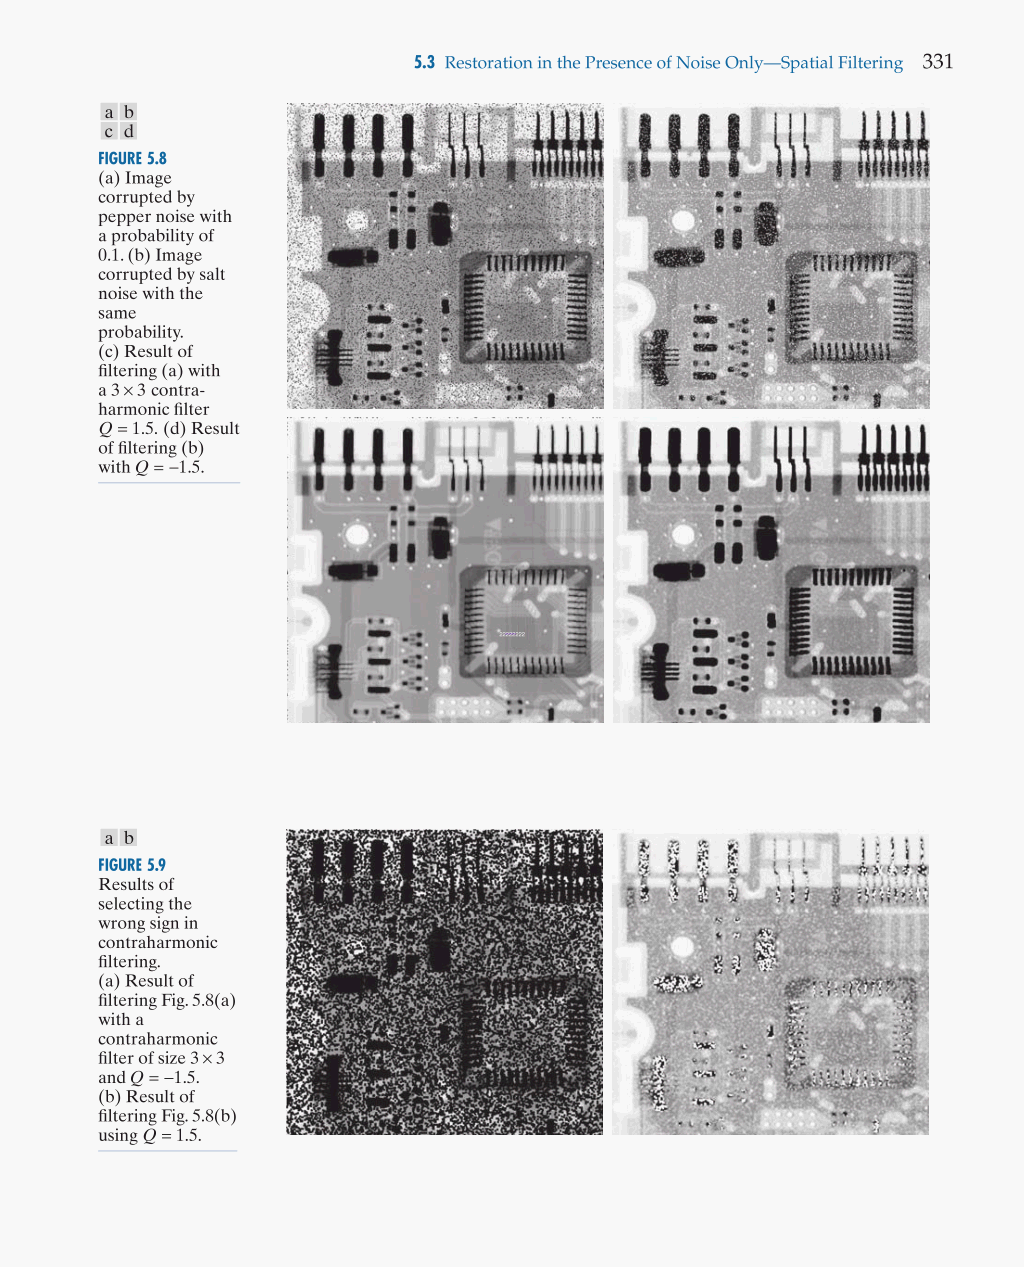 5.3 Restoration in the Presence of Noise Only—Spatial Filtering 331
a b
c d
FIGURE 5.8
(a) Image
corrupted by
pepper noise with
a probability of
0.1. (b) Image
corrupted by salt
noise with the
same
probability.
(c) Result of
filtering (a) with
a 3 × 3 contra-
harmonic filter
Q = 1.5. (d) Result
of filtering (b)
with Q = −1.5.
a b
FIGURE 5.9
Results of
selecting the
wrong sign in
contraharmonic
filtering.
(a) Result of
filtering Fig. 5.8(a)
with a
contraharmonic
filter of size 3 × 3
and Q = −1.5.
(b) Result of
filtering Fig. 5.8(b)
using Q = 1.5.